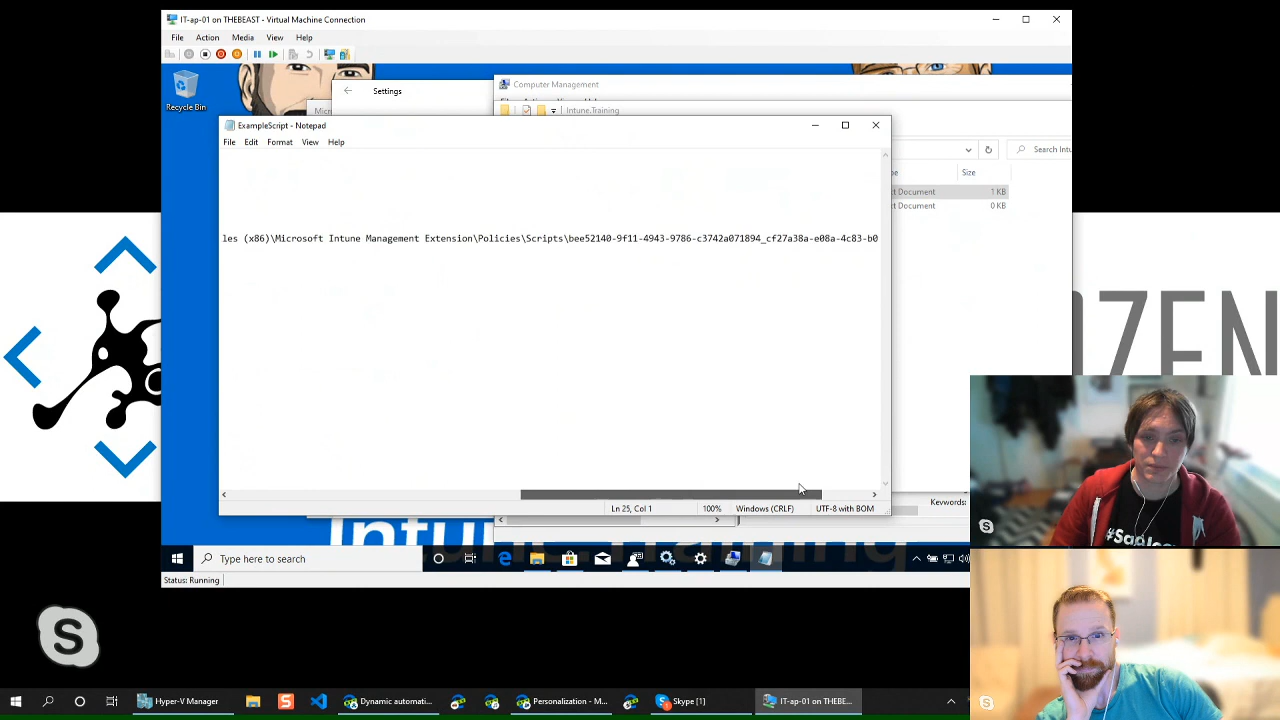 IT-ap-01 on THEBEAST - Virtual Machine Connection
File Action Media View Help
Recycle Bin
Settings
Computer Management
Intune.Training
ExampleScript - Notepad
File Edit Format View Help
Search Intu
Size
ct Document 1 KB
ct Document 0 KB
les (x86)\Microsoft Intune Management Extension\Policies\Scripts\bee52140-9f11-4943-9786-c3742a071894_cf27a38a-e08a-4c83-b0
OZEN
Keywords:
Ln 25, Col 1 100% Windows (CRLF) UTF-8 with BOM
Type here to search
Status: Running
S
Hyper-V Manager Dynamic automati... Personalization - M... Skype [1] IT-ap-01 on THEBE...